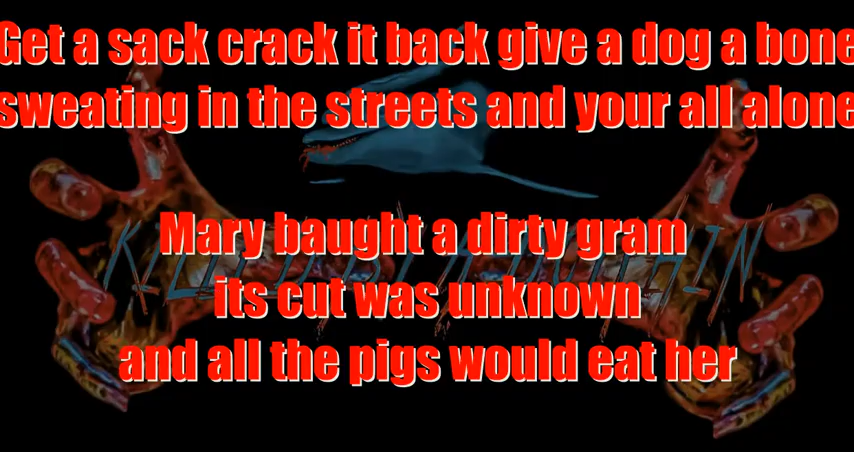 Get a sack crack it back give a dog a bone
sweating in the streets and your all alone
Mary baught a dirty gram
its cut was unknown
and all the pigs would eat her